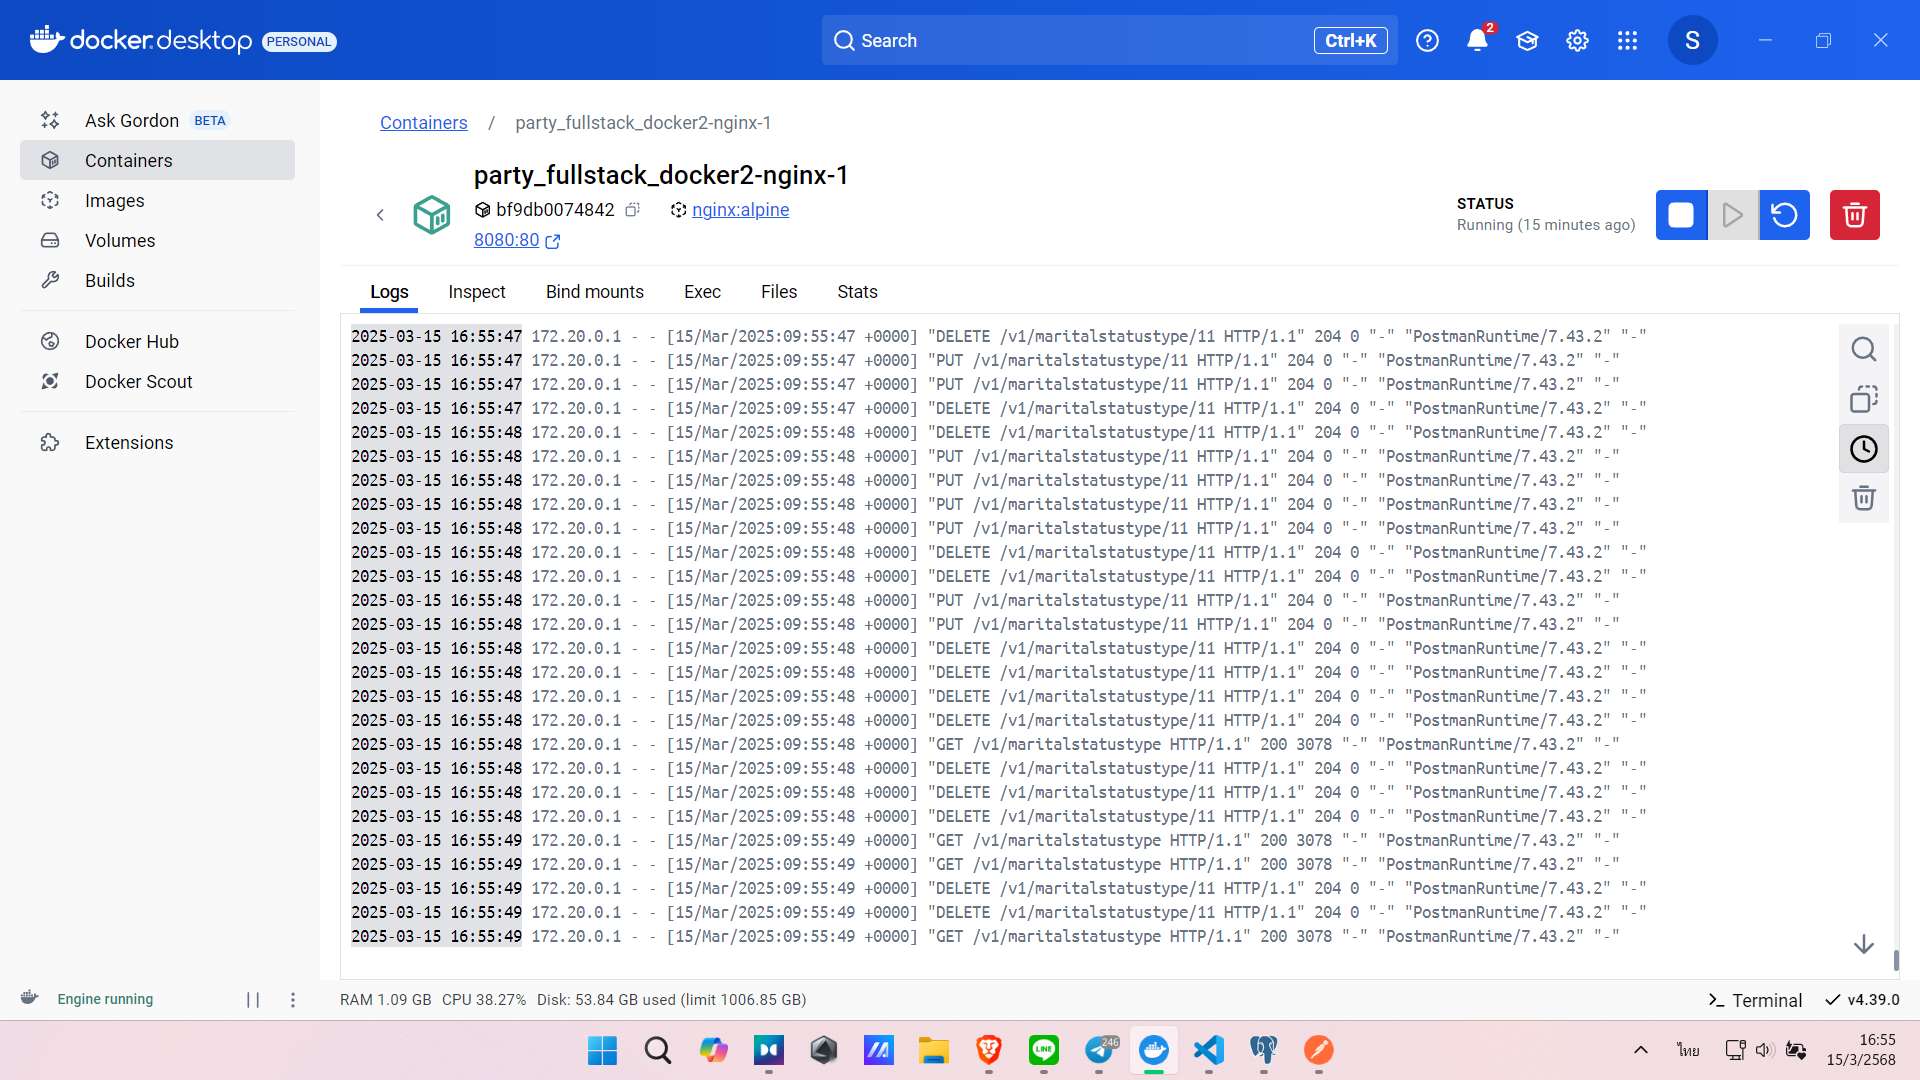 docker desktop PERSONAL
Search
Ctrl+K
2
S
Ask Gordon BETA
Containers
Images
Volumes
Builds
Docker Hub
Docker Scout
Extensions
Containers / party_fullstack_docker2-nginx-1
party_fullstack_docker2-nginx-1
bf9db0074842 nginx:alpine
8080:80
STATUS
Running (15 minutes ago)
Logs Inspect Bind mounts Exec Files Stats
2025-03-15 16:55:47 172.20.0.1 - - [15/Mar/2025:09:55:47 +0000] "DELETE /v1/maritalstatustype/11 HTTP/1.1" 204 0 "-" "PostmanRuntime/7.43.2" "-"
2025-03-15 16:55:47 172.20.0.1 - - [15/Mar/2025:09:55:47 +0000] "PUT /v1/maritalstatustype/11 HTTP/1.1" 204 0 "-" "PostmanRuntime/7.43.2" "-"
2025-03-15 16:55:47 172.20.0.1 - - [15/Mar/2025:09:55:47 +0000] "PUT /v1/maritalstatustype/11 HTTP/1.1" 204 0 "-" "PostmanRuntime/7.43.2" "-"
2025-03-15 16:55:47 172.20.0.1 - - [15/Mar/2025:09:55:47 +0000] "DELETE /v1/maritalstatustype/11 HTTP/1.1" 204 0 "-" "PostmanRuntime/7.43.2" "-"
2025-03-15 16:55:48 172.20.0.1 - - [15/Mar/2025:09:55:48 +0000] "DELETE /v1/maritalstatustype/11 HTTP/1.1" 204 0 "-" "PostmanRuntime/7.43.2" "-"
2025-03-15 16:55:48 172.20.0.1 - - [15/Mar/2025:09:55:48 +0000] "PUT /v1/maritalstatustype/11 HTTP/1.1" 204 0 "-" "PostmanRuntime/7.43.2" "-"
2025-03-15 16:55:48 172.20.0.1 - - [15/Mar/2025:09:55:48 +0000] "PUT /v1/maritalstatustype/11 HTTP/1.1" 204 0 "-" "PostmanRuntime/7.43.2" "-"
2025-03-15 16:55:48 172.20.0.1 - - [15/Mar/2025:09:55:48 +0000] "PUT /v1/maritalstatustype/11 HTTP/1.1" 204 0 "-" "PostmanRuntime/7.43.2" "-"
2025-03-15 16:55:48 172.20.0.1 - - [15/Mar/2025:09:55:48 +0000] "PUT /v1/maritalstatustype/11 HTTP/1.1" 204 0 "-" "PostmanRuntime/7.43.2" "-"
2025-03-15 16:55:48 172.20.0.1 - - [15/Mar/2025:09:55:48 +0000] "DELETE /v1/maritalstatustype/11 HTTP/1.1" 204 0 "-" "PostmanRuntime/7.43.2" "-"
2025-03-15 16:55:48 172.20.0.1 - - [15/Mar/2025:09:55:48 +0000] "DELETE /v1/maritalstatustype/11 HTTP/1.1" 204 0 "-" "PostmanRuntime/7.43.2" "-"
2025-03-15 16:55:48 172.20.0.1 - - [15/Mar/2025:09:55:48 +0000] "PUT /v1/maritalstatustype/11 HTTP/1.1" 204 0 "-" "PostmanRuntime/7.43.2" "-"
2025-03-15 16:55:48 172.20.0.1 - - [15/Mar/2025:09:55:48 +0000] "PUT /v1/maritalstatustype/11 HTTP/1.1" 204 0 "-" "PostmanRuntime/7.43.2" "-"
2025-03-15 16:55:48 172.20.0.1 - - [15/Mar/2025:09:55:48 +0000] "DELETE /v1/maritalstatustype/11 HTTP/1.1" 204 0 "-" "PostmanRuntime/7.43.2" "-"
2025-03-15 16:55:48 172.20.0.1 - - [15/Mar/2025:09:55:48 +0000] "DELETE /v1/maritalstatustype/11 HTTP/1.1" 204 0 "-" "PostmanRuntime/7.43.2" "-"
2025-03-15 16:55:48 172.20.0.1 - - [15/Mar/2025:09:55:48 +0000] "DELETE /v1/maritalstatustype/11 HTTP/1.1" 204 0 "-" "PostmanRuntime/7.43.2" "-"
2025-03-15 16:55:48 172.20.0.1 - - [15/Mar/2025:09:55:48 +0000] "DELETE /v1/maritalstatustype/11 HTTP/1.1" 204 0 "-" "PostmanRuntime/7.43.2" "-"
2025-03-15 16:55:48 172.20.0.1 - - [15/Mar/2025:09:55:48 +0000] "GET /v1/maritalstatustype HTTP/1.1" 200 3078 "-" "PostmanRuntime/7.43.2" "-"
2025-03-15 16:55:48 172.20.0.1 - - [15/Mar/2025:09:55:48 +0000] "DELETE /v1/maritalstatustype/11 HTTP/1.1" 204 0 "-" "PostmanRuntime/7.43.2" "-"
2025-03-15 16:55:48 172.20.0.1 - - [15/Mar/2025:09:55:48 +0000] "DELETE /v1/maritalstatustype/11 HTTP/1.1" 204 0 "-" "PostmanRuntime/7.43.2" "-"
2025-03-15 16:55:48 172.20.0.1 - - [15/Mar/2025:09:55:48 +0000] "DELETE /v1/maritalstatustype/11 HTTP/1.1" 204 0 "-" "PostmanRuntime/7.43.2" "-"
2025-03-15 16:55:49 172.20.0.1 - - [15/Mar/2025:09:55:49 +0000] "GET /v1/maritalstatustype HTTP/1.1" 200 3078 "-" "PostmanRuntime/7.43.2" "-"
2025-03-15 16:55:49 172.20.0.1 - - [15/Mar/2025:09:55:49 +0000] "GET /v1/maritalstatustype HTTP/1.1" 200 3078 "-" "PostmanRuntime/7.43.2" "-"
2025-03-15 16:55:49 172.20.0.1 - - [15/Mar/2025:09:55:49 +0000] "DELETE /v1/maritalstatustype/11 HTTP/1.1" 204 0 "-" "PostmanRuntime/7.43.2" "-"
2025-03-15 16:55:49 172.20.0.1 - - [15/Mar/2025:09:55:49 +0000] "DELETE /v1/maritalstatustype/11 HTTP/1.1" 204 0 "-" "PostmanRuntime/7.43.2" "-"
2025-03-15 16:55:49 172.20.0.1 - - [15/Mar/2025:09:55:49 +0000] "GET /v1/maritalstatustype HTTP/1.1" 200 3078 "-" "PostmanRuntime/7.43.2" "-"
Engine running
RAM 1.09 GB CPU 38.27% Disk: 53.84 GB used (limit 1006.85 GB)
Terminal
v4.39.0
LINE
246
ไทย
16:55
15/3/2568